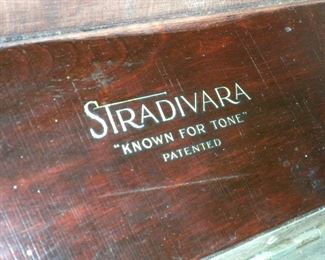 STRADIVARA
"KNOWN FOR TONE"
PATENTED